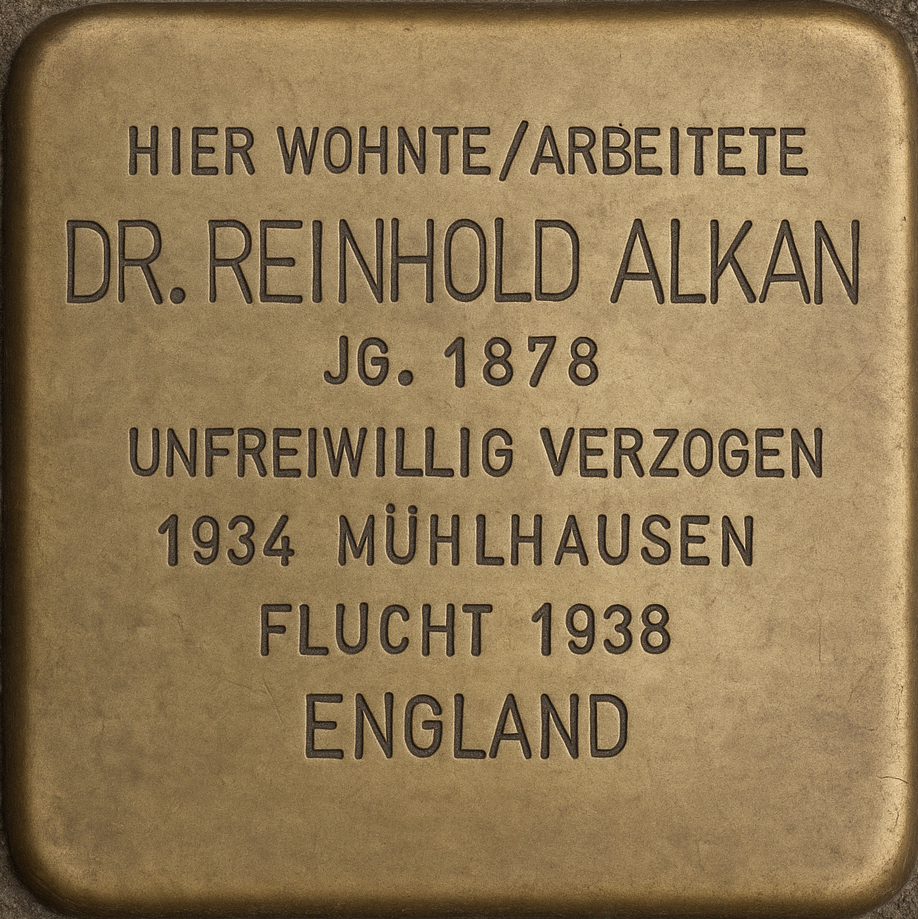 HIER WOHNTE/ARBEITETE
DR. REINHOLD ALKAN
JG. 1878
UNFREIWILLIG VERZOGEN
1934 MÜHLHAUSEN
FLUCHT 1938
ENGLAND